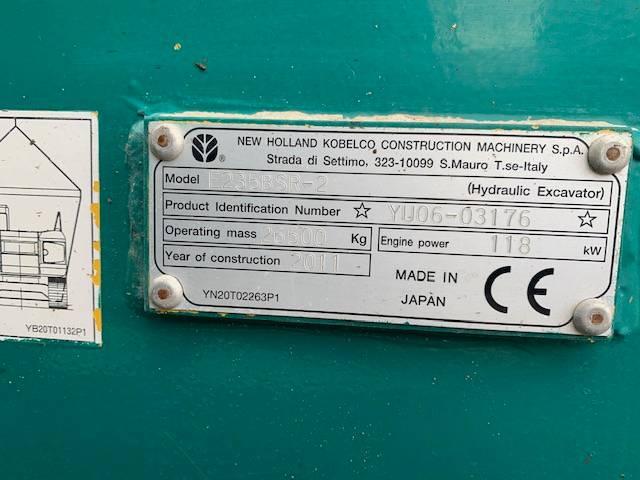 NEW HOLLAND KOBELCO CONSTRUCTION MACHINERY S.p.A.
Strada di Settimo, 323-10099 S.Mauro T.se-Italy
Model E235BSR-2 (Hydraulic Excavator)
Product Identification Number ☆ YU06-03176 ☆
Operating mass 26500 Kg Engine power 118 kW
Year of construction 2011
MADE IN
JAPAN
CE
YN20T02263P1
YB20T01132P1
®